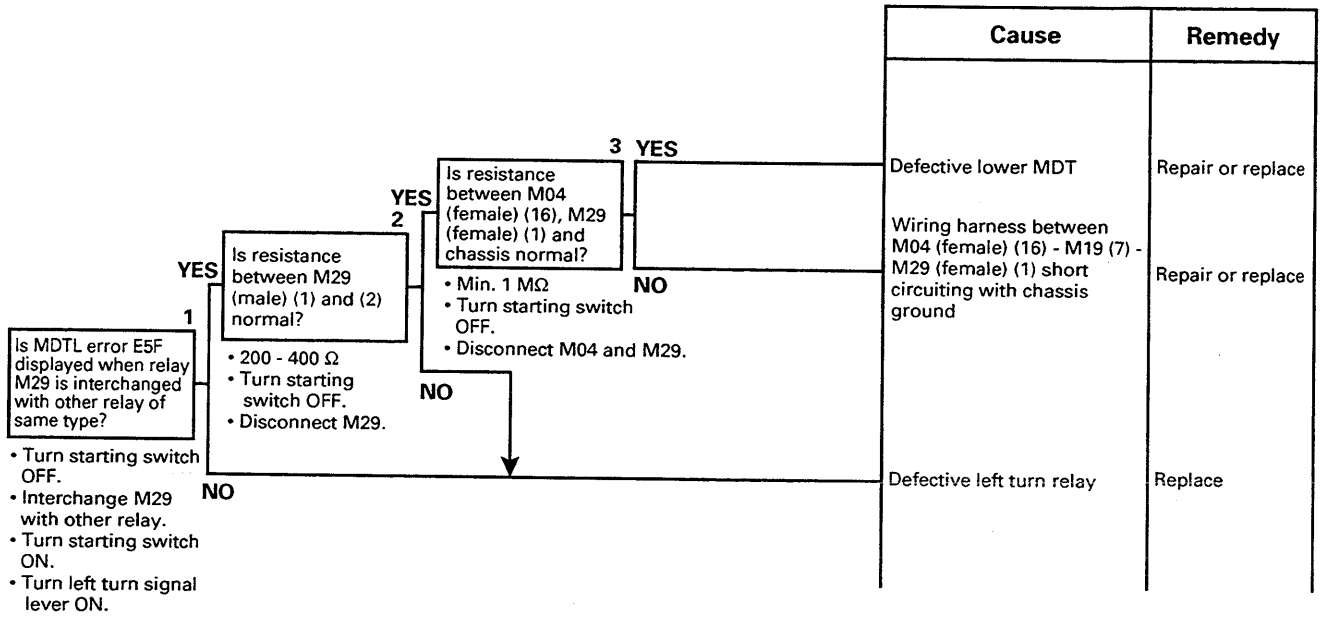 Cause
Remedy
3 YES
Is resistance
between M04
(female) (16), M29
(female) (1) and
chassis normal?
• Min. 1 MΩ
• Turn starting switch
OFF.
• Disconnect M04 and M29.
NO
Defective lower MDT
Repair or replace
Wiring harness between
M04 (female) (16) - M19 (7) -
M29 (female) (1) short
circuiting with chassis
ground
Repair or replace
YES
2
Is resistance
between M29
(male) (1) and (2)
normal?
• 200 - 400 Ω
• Turn starting
switch OFF.
• Disconnect M29.
NO
YES
1
Is MDTL error E5F
displayed when relay
M29 is interchanged
with other relay of
same type?
• Turn starting switch
OFF.
• Interchange M29
with other relay.
• Turn starting switch
ON.
• Turn left turn signal
lever ON.
NO
Defective left turn relay
Replace